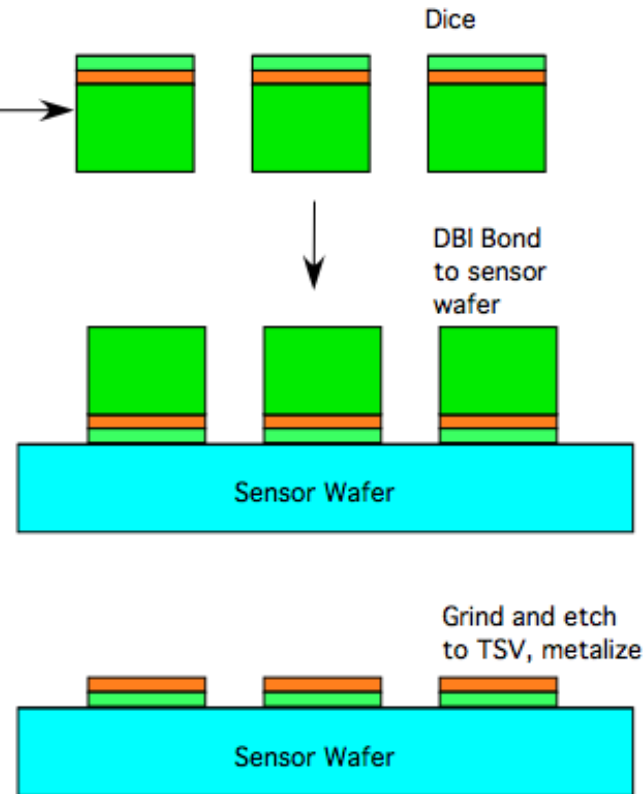 Dice
DBI Bond
to sensor
wafer
Sensor Wafer
Grind and etch
to TSV, metalize
Sensor Wafer